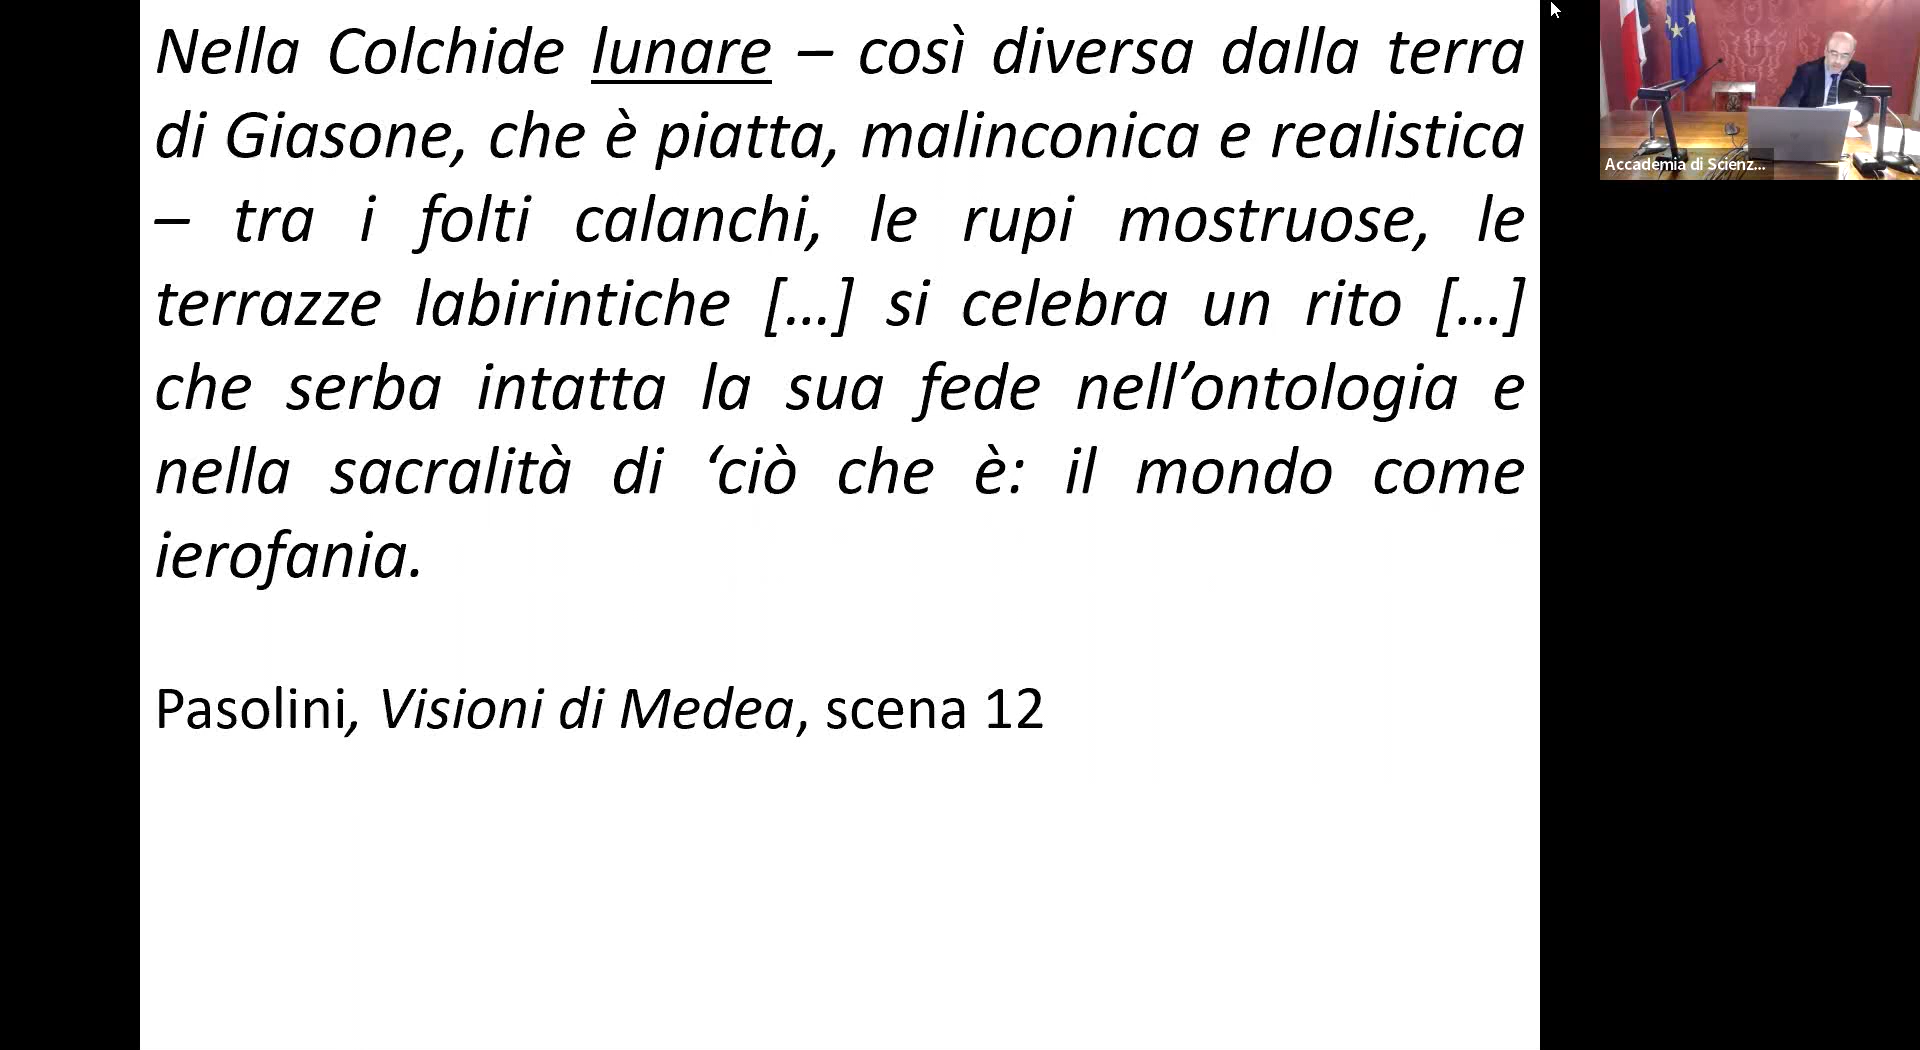 Nella Colchide lunare – così diversa dalla terra
di Giasone, che è piatta, malinconica e realistica
– tra i folti calanchi, le rupi mostruose, le
terrazze labirintiche […] si celebra un rito […]
che serba intatta la sua fede nell’ontologia e
nella sacralità di ‘ciò che è: il mondo come
ierofania.
Pasolini, Visioni di Medea, scena 12
Accademia di Scienz...